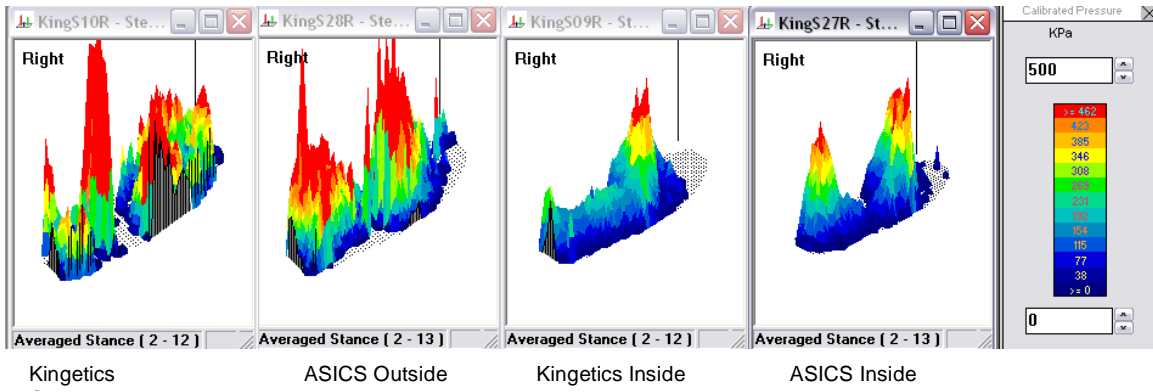 KingS10R - Ste...
KingS28R - Ste...
KingS09R - Ste...
KingS27R - St...
Calibrated Pressure
KPa
Right
Right
Right
Right
500
>= 462
423
385
346
308
269
231
192
154
115
77
38
>= 0
0
Averaged Stance ( 2 - 12 )
Averaged Stance ( 2 - 13 )
Averaged Stance ( 2 - 12 )
Averaged Stance ( 2 - 13 )
Kingetics
ASICS Outside
Kingetics Inside
ASICS Inside